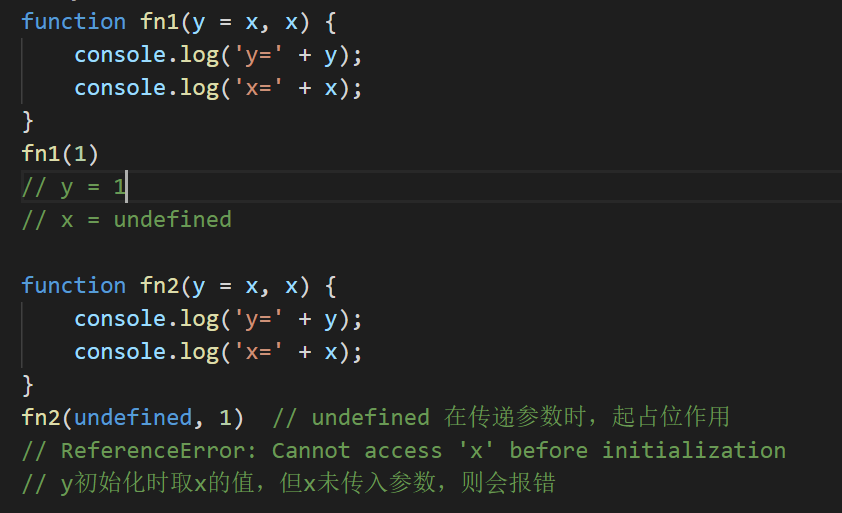 function fn1(y = x, x) {
    console.log('y=' + y);
    console.log('x=' + x);
}
fn1(1)
// y = 1
// x = undefined
function fn2(y = x, x) {
    console.log('y=' + y);
    console.log('x=' + x);
}
fn2(undefined, 1)  // undefined 在传递参数时，起占位作用
// ReferenceError: Cannot access 'x' before initialization
// y初始化时取x的值，但x未传入参数，则会报错